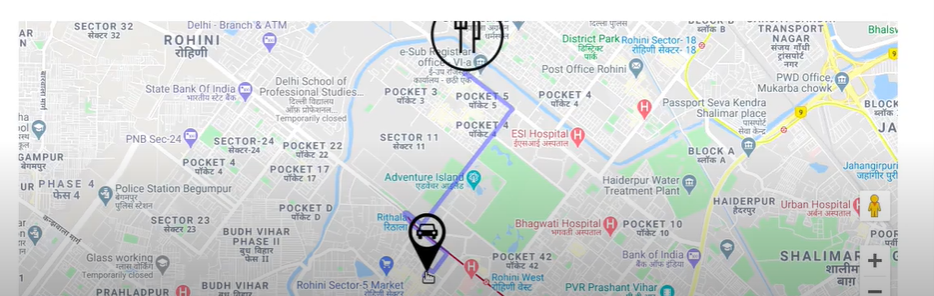 SECTOR 32
सेक्टर 32
ROHINI
रोहिणी
Delhi - Branch & ATM
e-Sub Registrar
office, VI-a
District Park
डिस्ट्रिक्ट
पार्क
Rohini Sector- 18
रोहिणी सेक्टर- 18
TRANSPORT
NAGAR
संजय गाँधी
ट्रांसपोर्ट
नगर
Bhalsw
State Bank Of India
भारतीय स्टेट बैंक
Delhi School of
Professional Studies...
Temporarily closed
POCKET 3
पॉकेट 3
POCKET 5
पॉकेट 5
POCKET 4
पॉकेट 4
Post Office Rohini
PWD Office,
Mukarba chowk
Passport Seva Kendra
Shalimar place
पासपोर्ट
सेवा केंद्र
9
9
BLOCK
JA
PNB Sec-24
SECTOR-24
सेक्टर-24
POCKET 22
पॉकेट 22
SECTOR 11
सेक्टर 11
POCKET 4
ESI Hospital
ईएसआई अस्पताल
BLOCK A
ब्लॉक A
GAMPUR
बेगमपुर
POCKET 4
पॉकेट 4
POCKET 17
पॉकेट 17
Adventure Island
एडवेंचर आइलैंड
Haiderpur Water
Treatment Plant
Jahangirpuri
PHASE 4
फेस 4
Police Station Begumpur
POCKET D
पॉकेट D
Rithala
रिठाला
HAIDERPUR
हैदरपुर
Urban Hospital
SECTOR 23
सेक्टर 23
BUDH VIHAR
PHASE II
बुध विहार
फेज II
Bhagwati Hospital
भगवती अस्पताल
POCKET 10
पॉकेट 10
Glass working
Temporarily closed
POCKET 42
पॉकेट 42
Bank of India
बैंक ऑफ़ इंडिया
SHALIMAR
बाग़
PRAHLADPUR
BUDH VIHAR
Rohini Sector-5 Market
Rohini West
रोहिणी वेस्ट
PVR Prashant Vihar